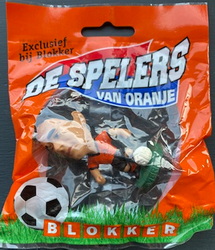 Exclusief
bij Blokker
DE SPELERS
VAN ORANJE
BLOKKER